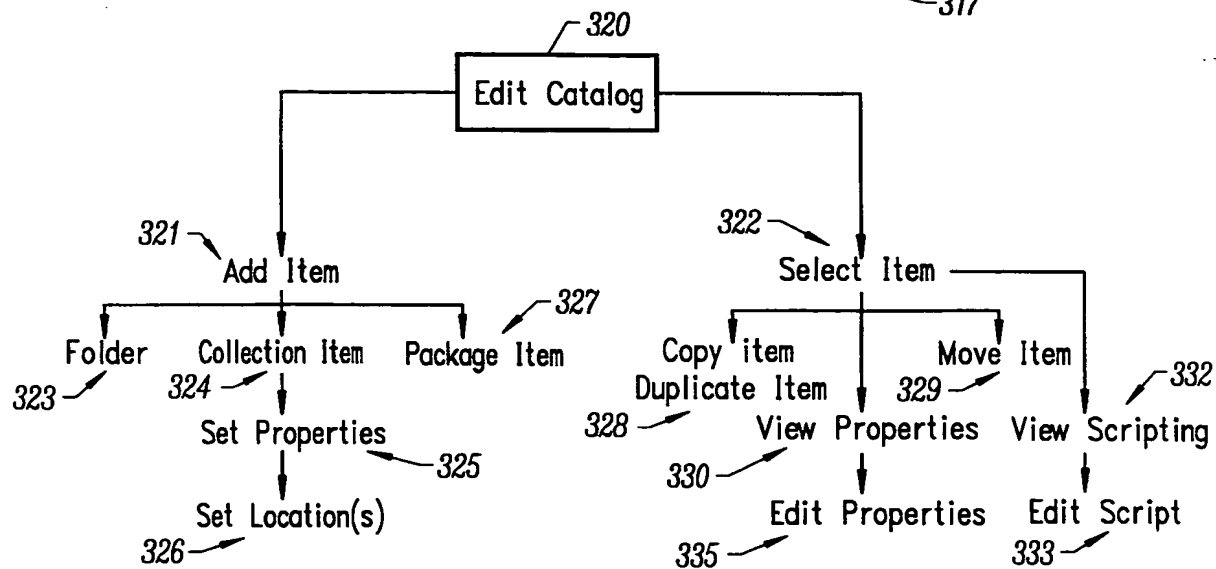 317
320
Edit Catalog
321
Add Item
322
Select Item
327
Folder
Collection Item
Package Item
323
324
Copy item
Duplicate Item
328
Move Item
329
332
Set Properties
325
View Properties
330
View Scripting
Set Location(s)
326
Edit Properties
335
Edit Script
333